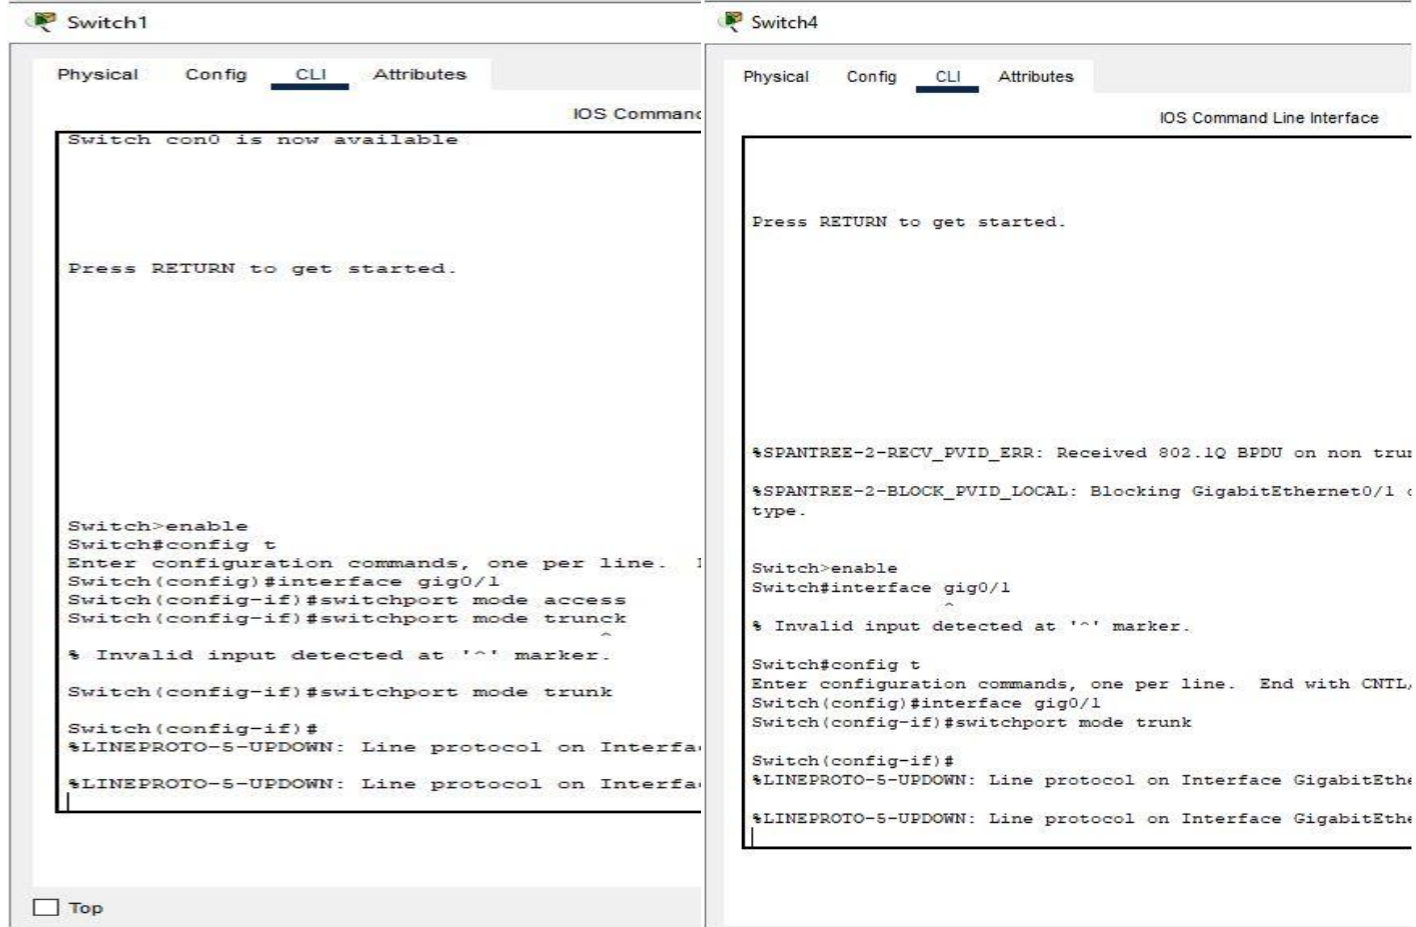 Switch1
Physical Config CLI Attributes
IOS Command
Switch con0 is now available
Press RETURN to get started.
Switch>enable
Switch#config t
Enter configuration commands, one per line.
Switch(config)#interface gig0/1
Switch(config-if)#switchport mode access
Switch(config-if)#switchport mode trunck
^
% Invalid input detected at '^' marker.
Switch(config-if)#switchport mode trunk
Switch(config-if)#
%LINEPROTO-5-UPDOWN: Line protocol on Interfa
%LINEPROTO-5-UPDOWN: Line protocol on Interfa
Top
Switch4
Physical Config CLI Attributes
IOS Command Line Interface
Press RETURN to get started.
%SPANTREE-2-RECV_PVID_ERR: Received 802.1Q BPDU on non trun
%SPANTREE-2-BLOCK_PVID_LOCAL: Blocking GigabitEthernet0/1
type.
Switch>enable
Switch#interface gig0/1
^
% Invalid input detected at '^' marker.
Switch#config t
Enter configuration commands, one per line. End with CNTL/
Switch(config)#interface gig0/1
Switch(config-if)#switchport mode trunk
Switch(config-if)#
%LINEPROTO-5-UPDOWN: Line protocol on Interface GigabitEthe
%LINEPROTO-5-UPDOWN: Line protocol on Interface GigabitEthe